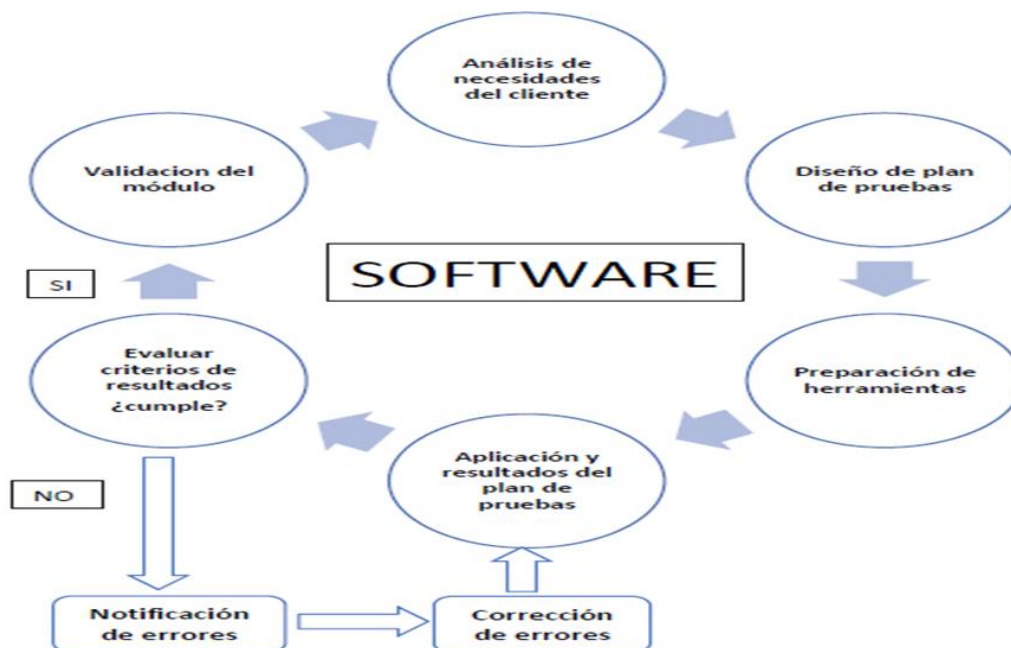 Análisis de
necesidades
del cliente
Validacion del
módulo
Diseño de plan
de pruebas
SOFTWARE
SI
Evaluar
criterios de
resultados
¿cumple?
Preparación de
herramientas
Aplicación y
resultados del
plan de
pruebas
NO
Notificación
de errores
Corrección
de errores